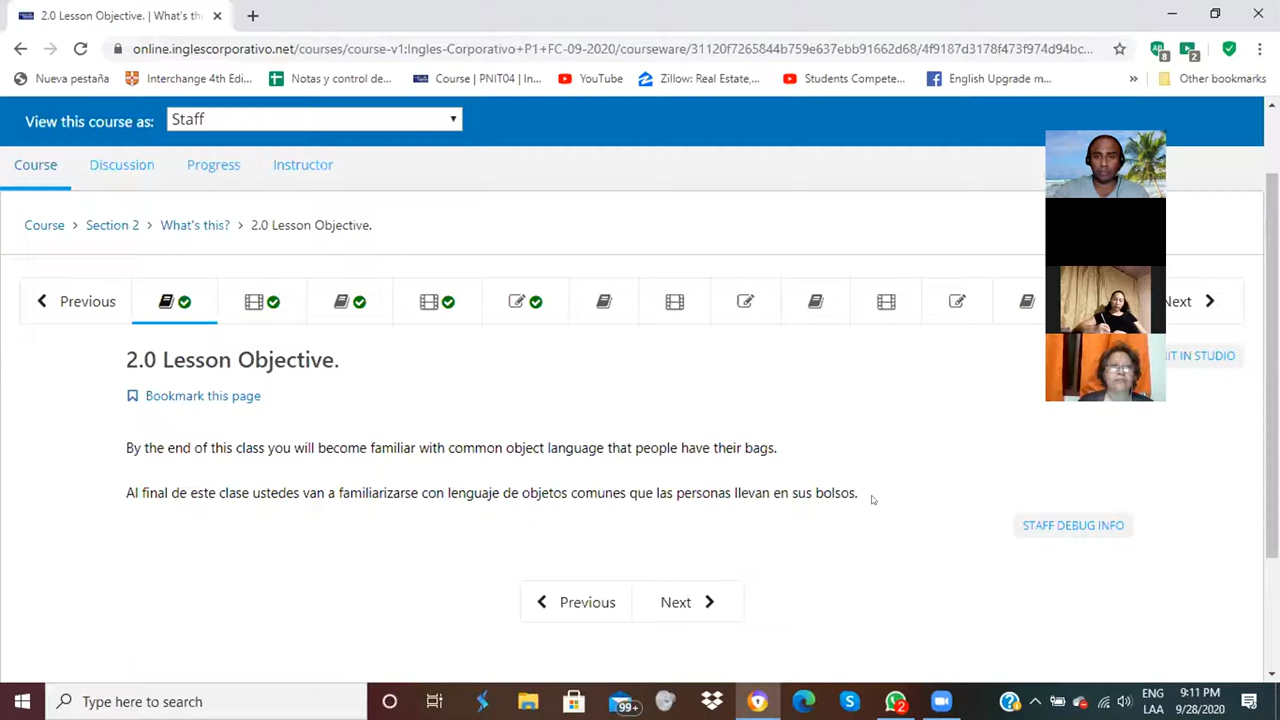 2.0 Lesson Objective. | What's thi
online.inglescorporativo.net/courses/course-v1:Ingles-Corporativo+P1+FC-09-2020/courseware/31120f7265844b759e637ebb91662d68/4f9187d3178f473f974d94bc...
8
2
Nueva pestaña
Interchange 4th Edi...
Notas y control de...
Course | PNIT04 | In...
YouTube
Zillow: Real Estate,...
Students Compete...
English Upgrade m...
»
Other bookmarks
View this course as:
Staff
Course
Discussion
Progress
Instructor
Course > Section 2 > What's this? > 2.0 Lesson Objective.
Previous
Next
2.0 Lesson Objective.
IT IN STUDIO
Bookmark this page
By the end of this class you will become familiar with common object language that people have their bags.
Al final de este clase ustedes van a familiarizarse con lenguaje de objetos comunes que las personas llevan en sus bolsos.
STAFF DEBUG INFO
Previous
Next
Type here to search
99+
2
ENG
LAA
9:11 PM
9/28/2020